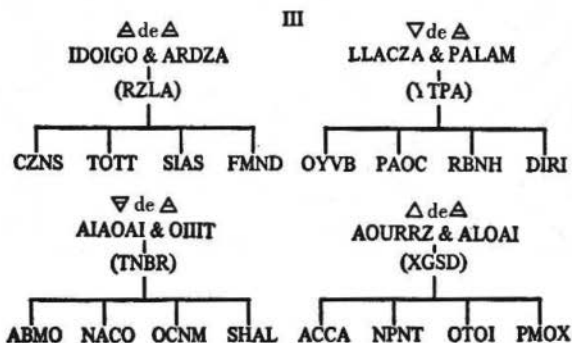 III
🜁 de 🜁
IDOIGO & ARDZA
(RZLA)
CZNS TOTT SIAS FMND
▽ de 🜁
LLACZA & PALAM
(YTPA)
OYVB PAOC RBNH DIRI
🜃 de 🜁
AIAOAI & OIIIT
(TNBR)
ABMO NACO OCNM SHAL
△ de 🜁
AOURRZ & ALOAI
(XGSD)
ACCA NPNT OTOI PMOX